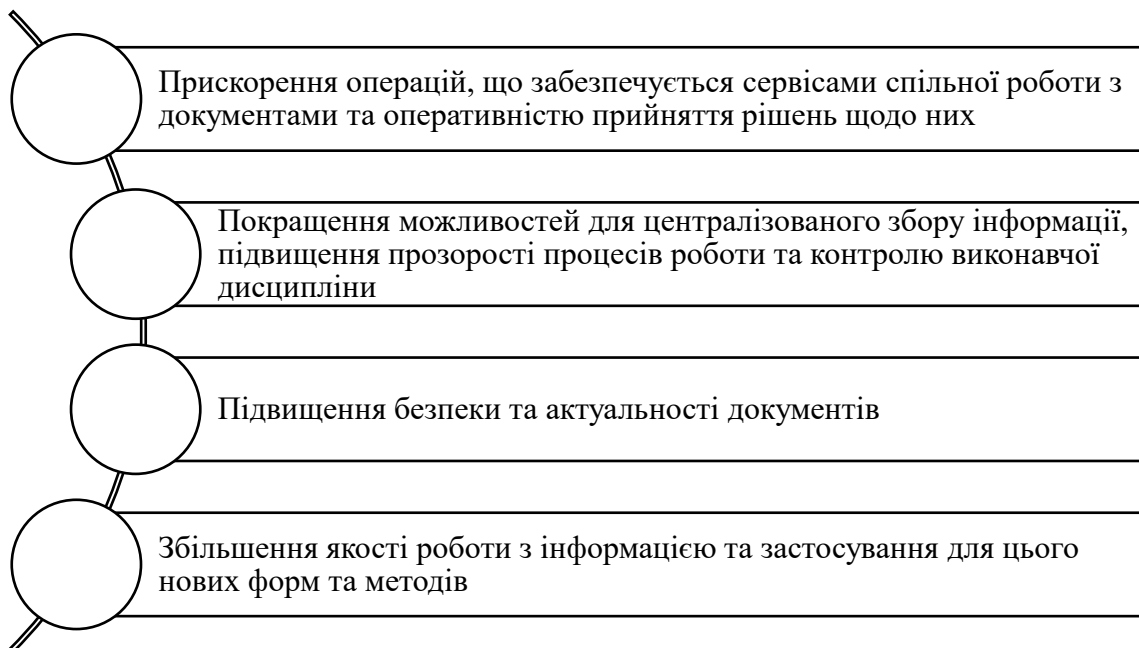 Прискорення операцій, що забезпечується сервісами спільної роботи з
документами та оперативністю прийняття рішень щодо них
Покращення можливостей для централізованого збору інформації,
підвищення прозорості процесів роботи та контролю виконавчої
дисципліни
Підвищення безпеки та актуальності документів
Збільшення якості роботи з інформацією та застосування для цього
нових форм та методів